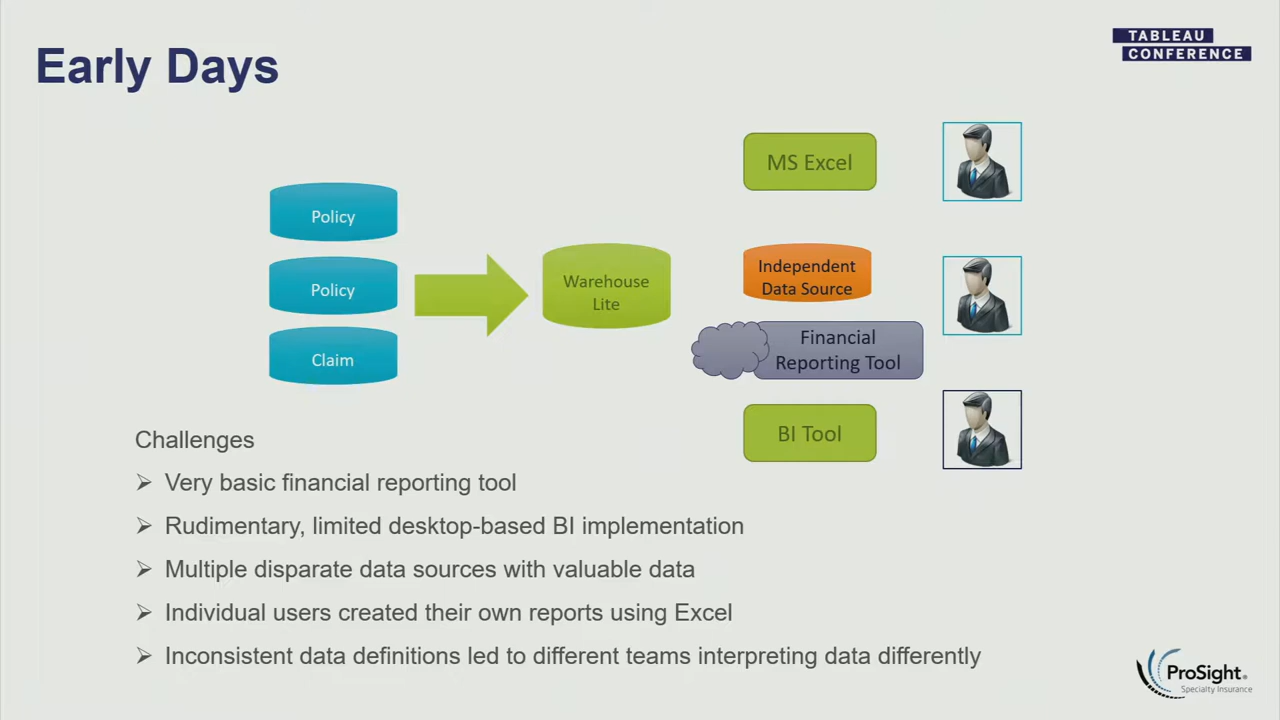 Early Days
TABLEAU
CONFERENCE
Policy
Policy
Claim
Warehouse
Lite
MS Excel
Independent
Data Source
Financial
Reporting Tool
BI Tool
Challenges
➢ Very basic financial reporting tool
➢ Rudimentary, limited desktop-based BI implementation
➢ Multiple disparate data sources with valuable data
➢ Individual users created their own reports using Excel
➢ Inconsistent data definitions led to different teams interpreting data differently
ProSight®
Specialty Insurance